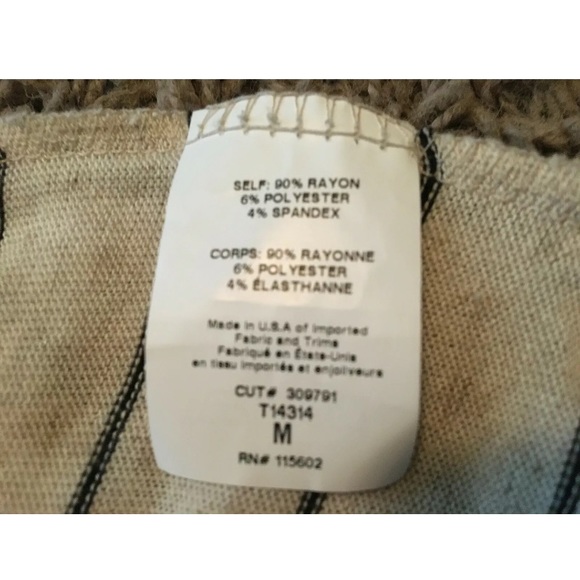 SELF: 90% RAYON
6% POLYESTER
4% SPANDEX
CORPS: 90% RAYONNE
6% POLYESTER
4% ÉLASTHANNE
Made in U.S.A of Imported
Fabric and Trims
Fabriqué en États-Unis
en tissu importés et enjoliveurs
CUT# 309791
T14314
M
RN# 115602